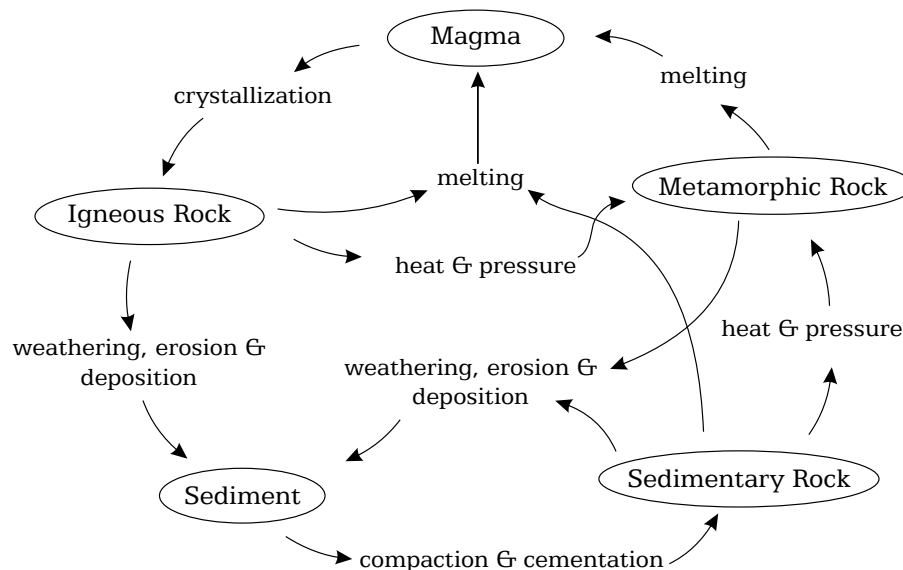 Magma
melting
crystallization
melting
Metamorphic Rock
Igneous Rock
heat & pressure
heat & pressure
weathering, erosion &
deposition
weathering, erosion &
deposition
Sedimentary Rock
Sediment
compaction & cementation